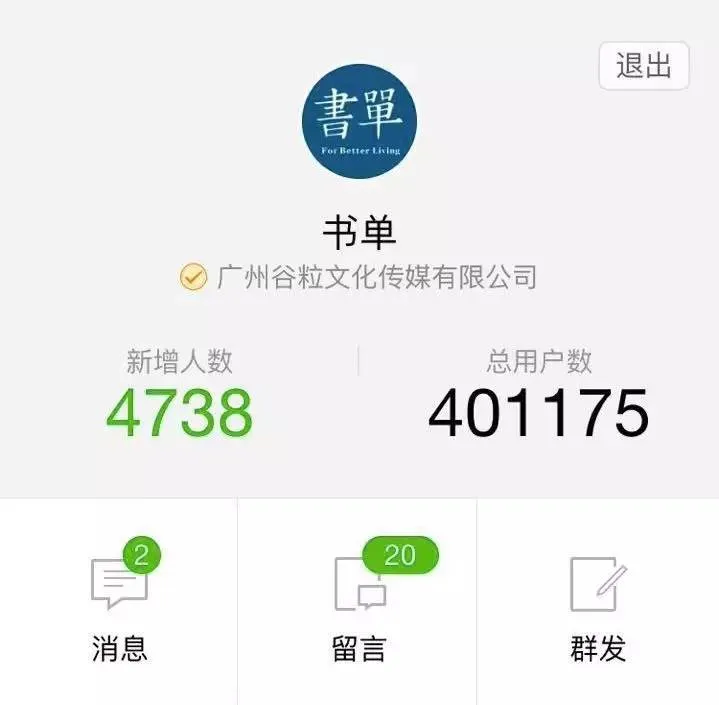 退出
書單
For Better Living
书单
广州谷粒文化传媒有限公司
新增人数
总用户数
4738
401175
2
20
消息
留言
群发